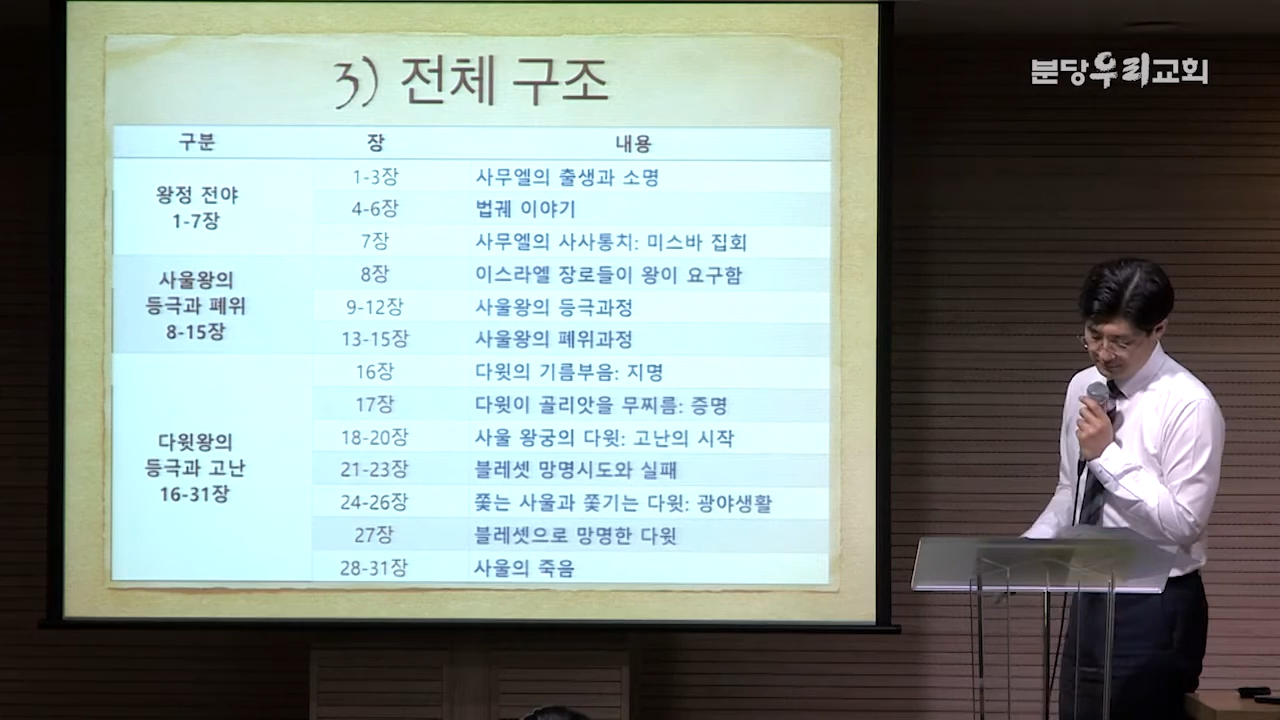 3) 전체 구조
분당우리교회
구분 장 내용
왕정 전야
1-7장
1-3장 사무엘의 출생과 소명
4-6장 법궤 이야기
7장 사무엘의 사사통치: 미스바 집회
사울왕의
등극과 폐위
8-15장
8장 이스라엘 장로들이 왕이 요구함
9-12장 사울왕의 등극과정
13-15장 사울왕의 폐위과정
다윗왕의
등극과 고난
16-31장
16장 다윗의 기름부음: 지명
17장 다윗이 골리앗을 무찌름: 증명
18-20장 사울 왕궁의 다윗: 고난의 시작
21-23장 블레셋 망명시도와 실패
24-26장 쫓는 사울과 쫓기는 다윗: 광야생활
27장 블레셋으로 망명한 다윗
28-31장 사울의 죽음